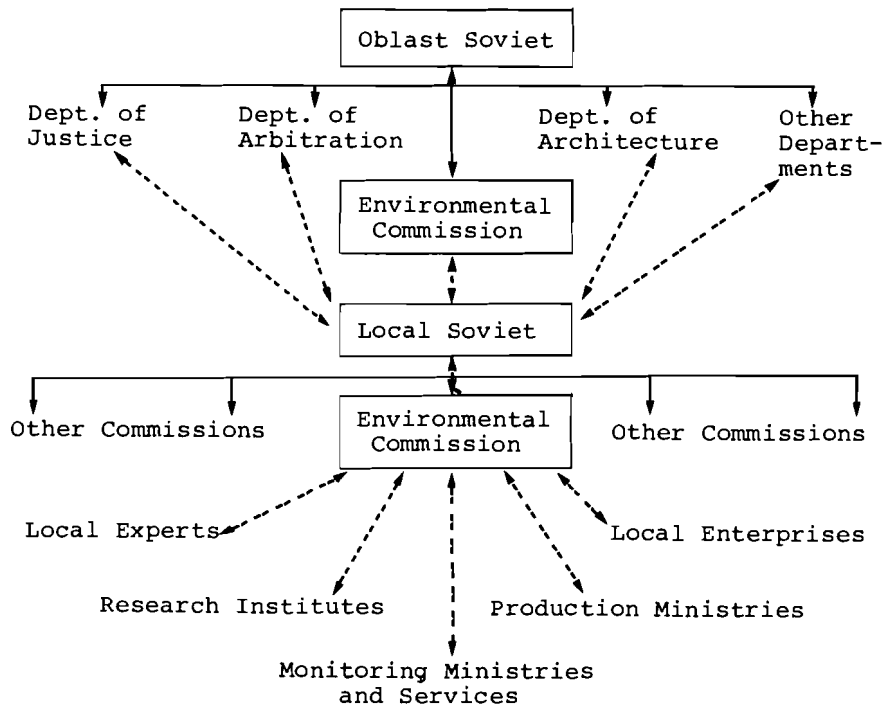 Oblast Soviet
Dept. of
Justice
Dept. of
Arbitration
Dept. of
Architecture
Other
Depart-
ments
Environmental
Commission
Local Soviet
Other Commissions
Environmental
Commission
Other Commissions
Local Experts
Local Enterprises
Research Institutes
Production Ministries
Monitoring Ministries
and Services